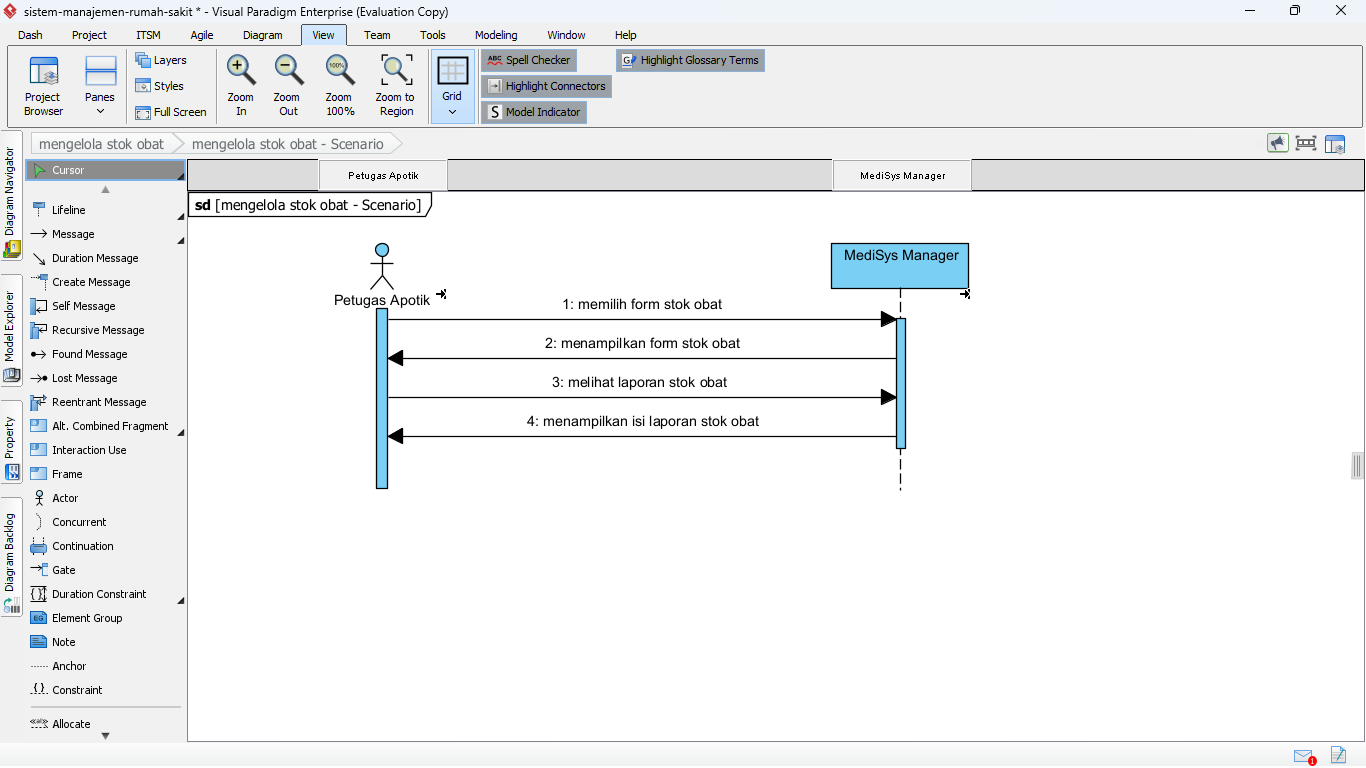 sistem-manajemen-rumah-sakit * - Visual Paradigm Enterprise (Evaluation Copy)
Dash Project ITSM Agile Diagram View Team Tools Modeling Window Help
Project Browser
Panes
Layers
Styles
Full Screen
Zoom In
Zoom Out
100%
Zoom 100%
Zoom to Region
Grid
ABC Spell Checker
Highlight Connectors
S Model Indicator
G Highlight Glossary Terms
mengelola stok obat
mengelola stok obat - Scenario
Diagram Navigator
Model Explorer
Property
Diagram Backlog
Cursor
Lifeline
Message
Duration Message
Create Message
Self Message
Recursive Message
Found Message
Lost Message
Reentrant Message
Alt. Combined Fragment
Interaction Use
Frame
Actor
Concurrent
Continuation
Gate
Duration Constraint
EG Element Group
Note
Anchor
Constraint
Allocate
Petugas Apotik
MediSys Manager
sd [mengelola stok obat - Scenario]
MediSys Manager
Petugas Apotik
1: memilih form stok obat
2: menampilkan form stok obat
3: melihat laporan stok obat
4: menampilkan isi laporan stok obat
1